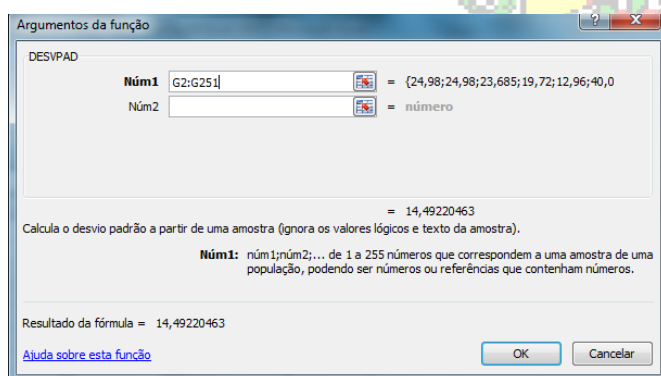 Argumentos da função
DESVPAD
Núm1 G2:G251 = {24,98;24,98;23,685;19,72;12,96;40,0
Núm2 = número
= 14,49220463
Calcula o desvio padrão a partir de uma amostra (ignora os valores lógicos e texto da amostra).
Núm1: núm1;núm2;... de 1 a 255 números que correspondem a uma amostra de uma
população, podendo ser números ou referências que contenham números.
Resultado da fórmula = 14,49220463
Ajuda sobre esta função OK Cancelar